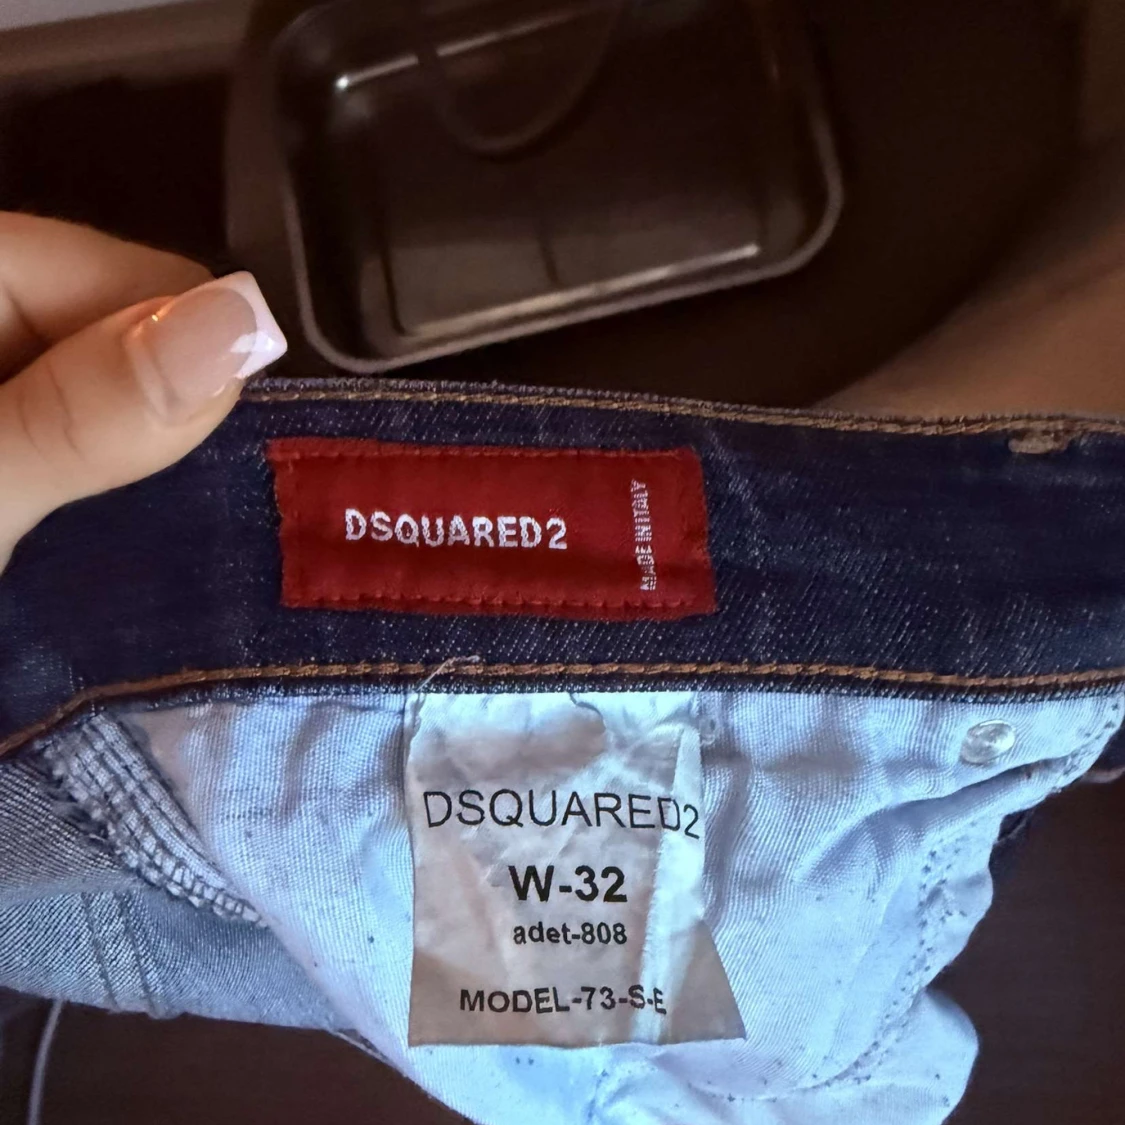 DSQUARED2
MADE IN ITALY
DSQUARED2
W-32
adet-808
MODEL-73-S-E